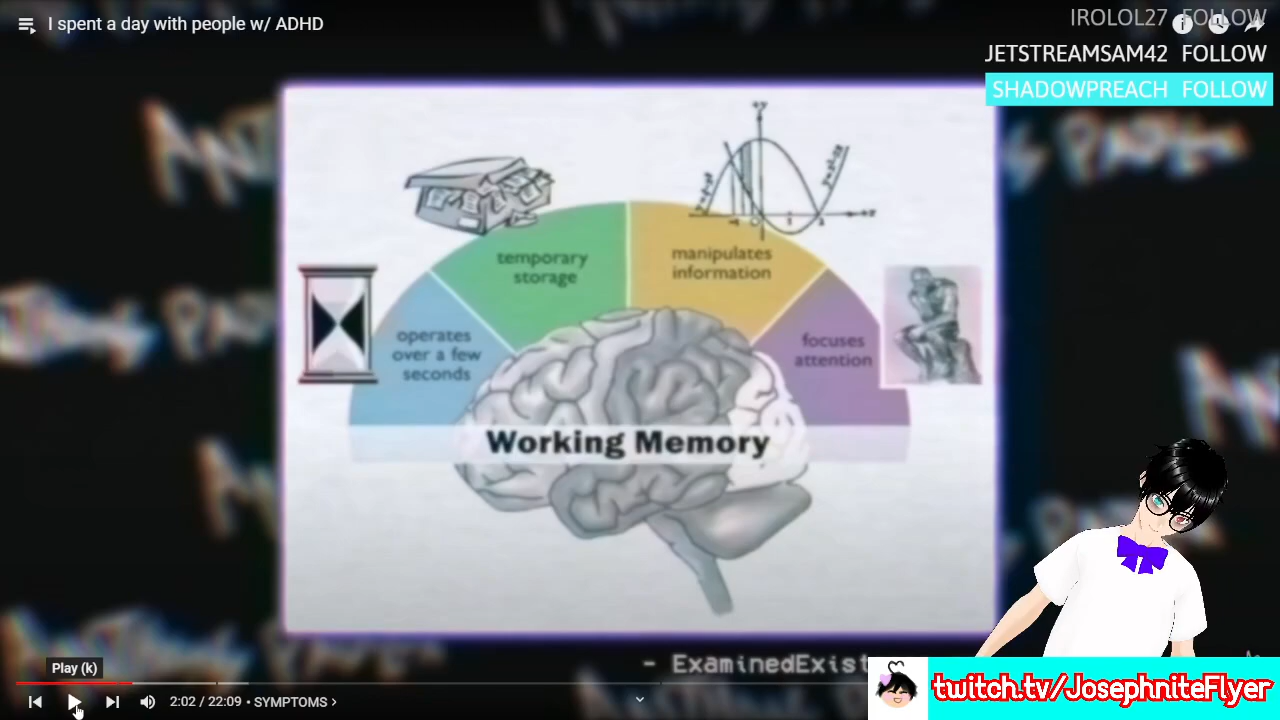 I spent a day with people w/ ADHD
IROLOL27 FOLLOW
JETSTREAMSAM42 FOLLOW
SHADOWPREACH FOLLOW
temporary
storage
manipulates
information
operates
over a few
seconds
focuses
attention
Working Memory
- ExaminedExist
Play (k)
2:02 / 22:09 • SYMPTOMS >
twitch.tv/JosephniteFlyer